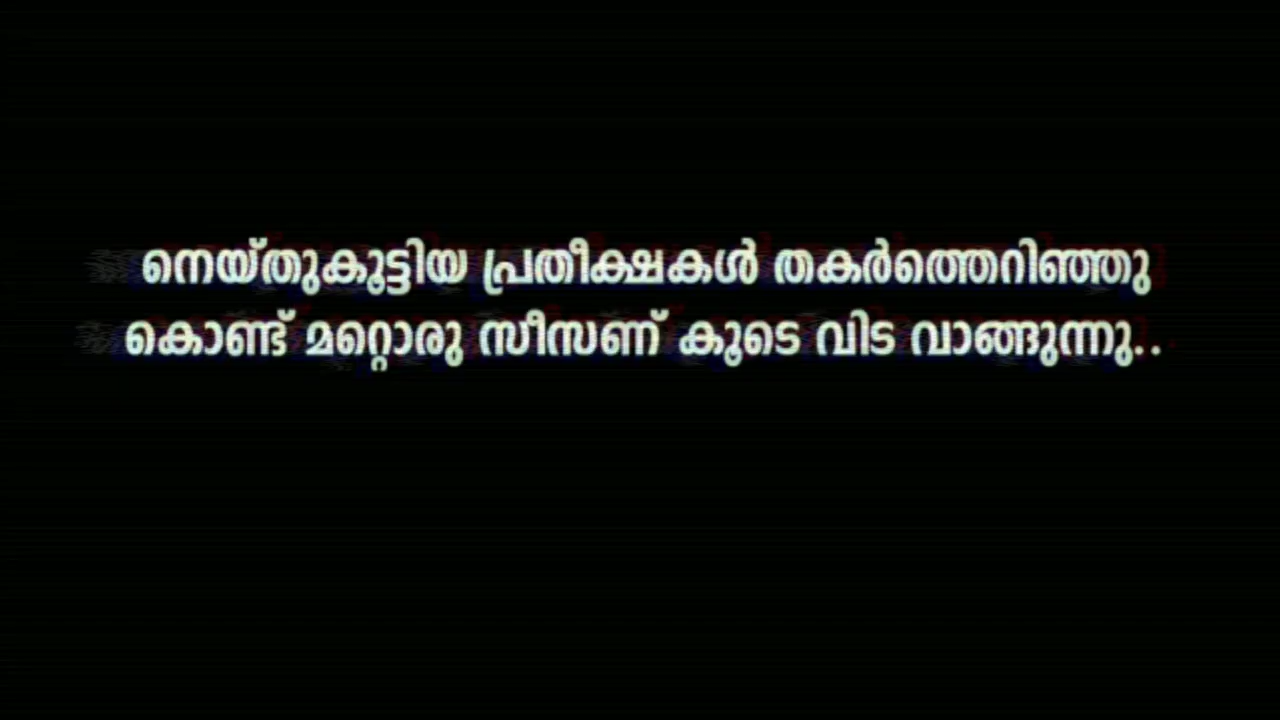 നെയ്തുകൂട്ടിയ പ്രതീക്ഷകൾ തകർത്തെറിഞ്ഞു
കൊണ്ട് മറ്റൊരു സീസണ് കൂടെ വിട വാങ്ങുന്നു..